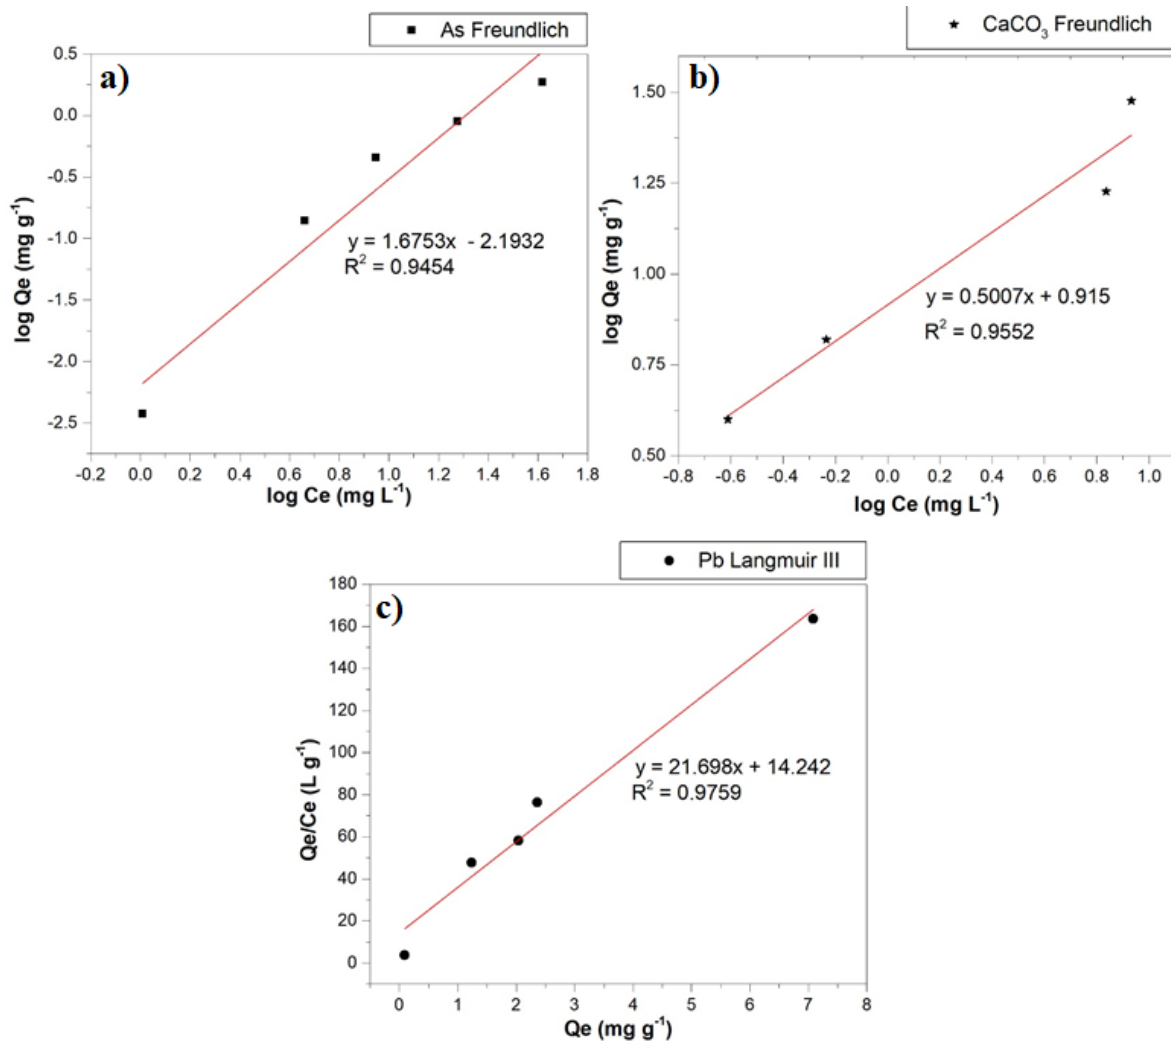 As Freundlich
a)
0.5
0.0
-0.5
-1.0
-1.5
-2.0
-2.5
log Qe (mg g⁻¹)
y = 1.6753x - 2.1932
R² = 0.9454
-0.2 0.0 0.2 0.4 0.6 0.8 1.0 1.2 1.4 1.6 1.8
log Ce (mg L⁻¹)
CaCO₃ Freundlich
b)
1.50
1.25
1.00
0.75
0.50
log Qe (mg g⁻¹)
y = 0.5007x + 0.915
R² = 0.9552
-0.8 -0.6 -0.4 -0.2 0.0 0.2 0.4 0.6 0.8 1.0
log Ce (mg L⁻¹)
Pb Langmuir III
c)
180
160
140
120
100
80
60
40
20
0
Qe/Ce (L g⁻¹)
y = 21.698x + 14.242
R² = 0.9759
0 1 2 3 4 5 6 7 8
Qe (mg g⁻¹)